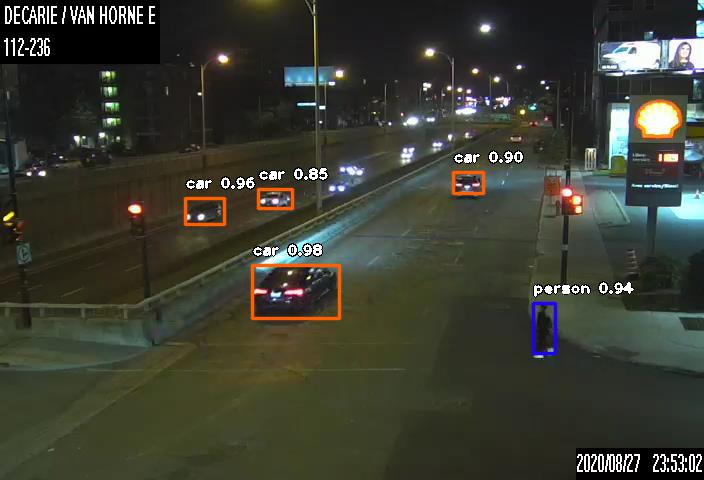 DECARIE / VAN HORNE E
112-236
car 0.96
car 0.85
car 0.90
car 0.98
person 0.94
2020/08/27 23:53:02